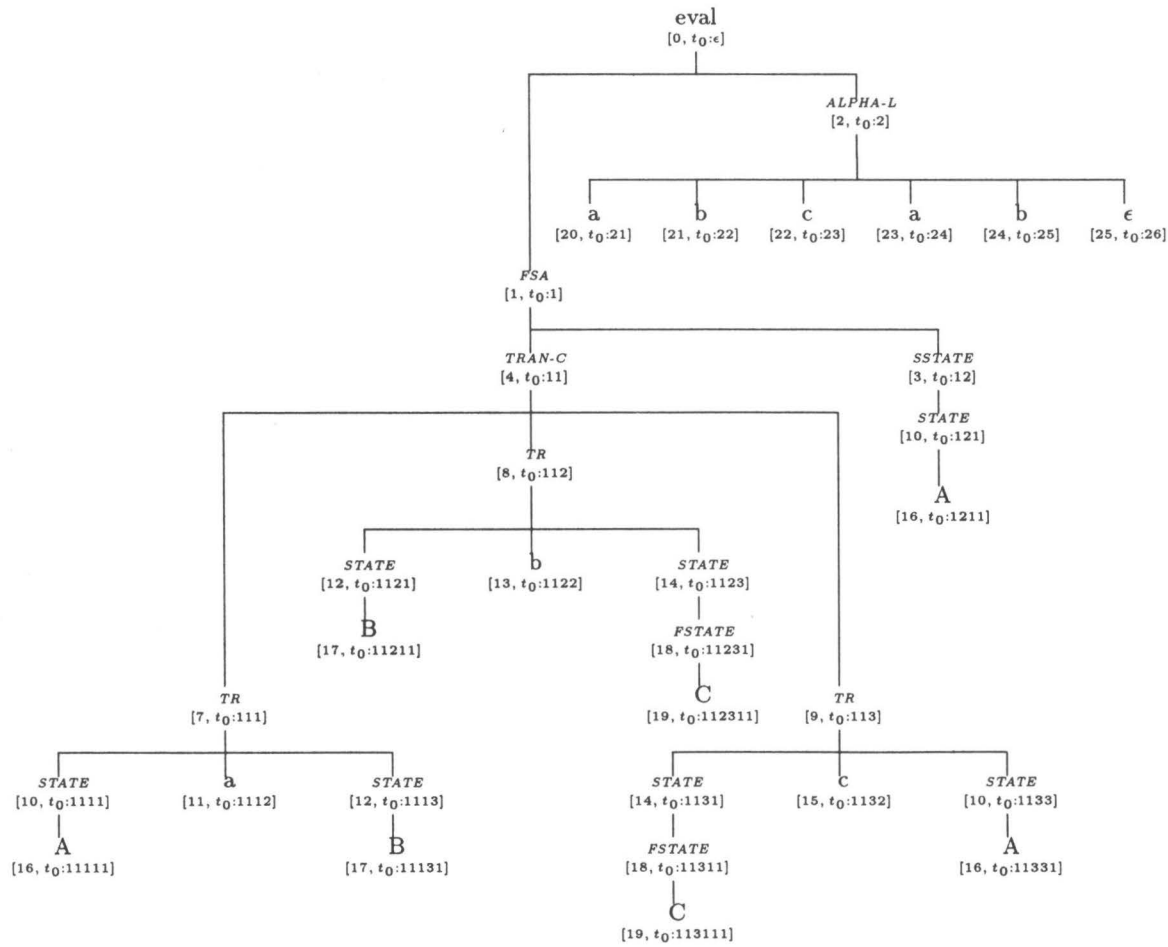 eval
[0, t₀:ϵ]
ALPHA-L
[2, t₀:2]
a b c a b ϵ
[20, t₀:21] [21, t₀:22] [22, t₀:23] [23, t₀:24] [24, t₀:25] [25, t₀:26]
FSA
[1, t₀:1]
TRAN-C SSTATE
[4, t₀:11] [3, t₀:12]
STATE
[10, t₀:121]
TR
[8, t₀:112]
A
[16, t₀:1211]
STATE b STATE
[12, t₀:1121] [13, t₀:1122] [14, t₀:1123]
B FSTATE
[17, t₀:11211] [18, t₀:11231]
TR C TR
[7, t₀:111] [19, t₀:112311] [9, t₀:113]
STATE a STATE STATE c STATE
[10, t₀:1111] [11, t₀:1112] [12, t₀:1113] [14, t₀:1131] [15, t₀:1132] [10, t₀:1133]
A B FSTATE A
[16, t₀:11111] [17, t₀:11131] [18, t₀:11311] [16, t₀:11331]
C
[19, t₀:113111]